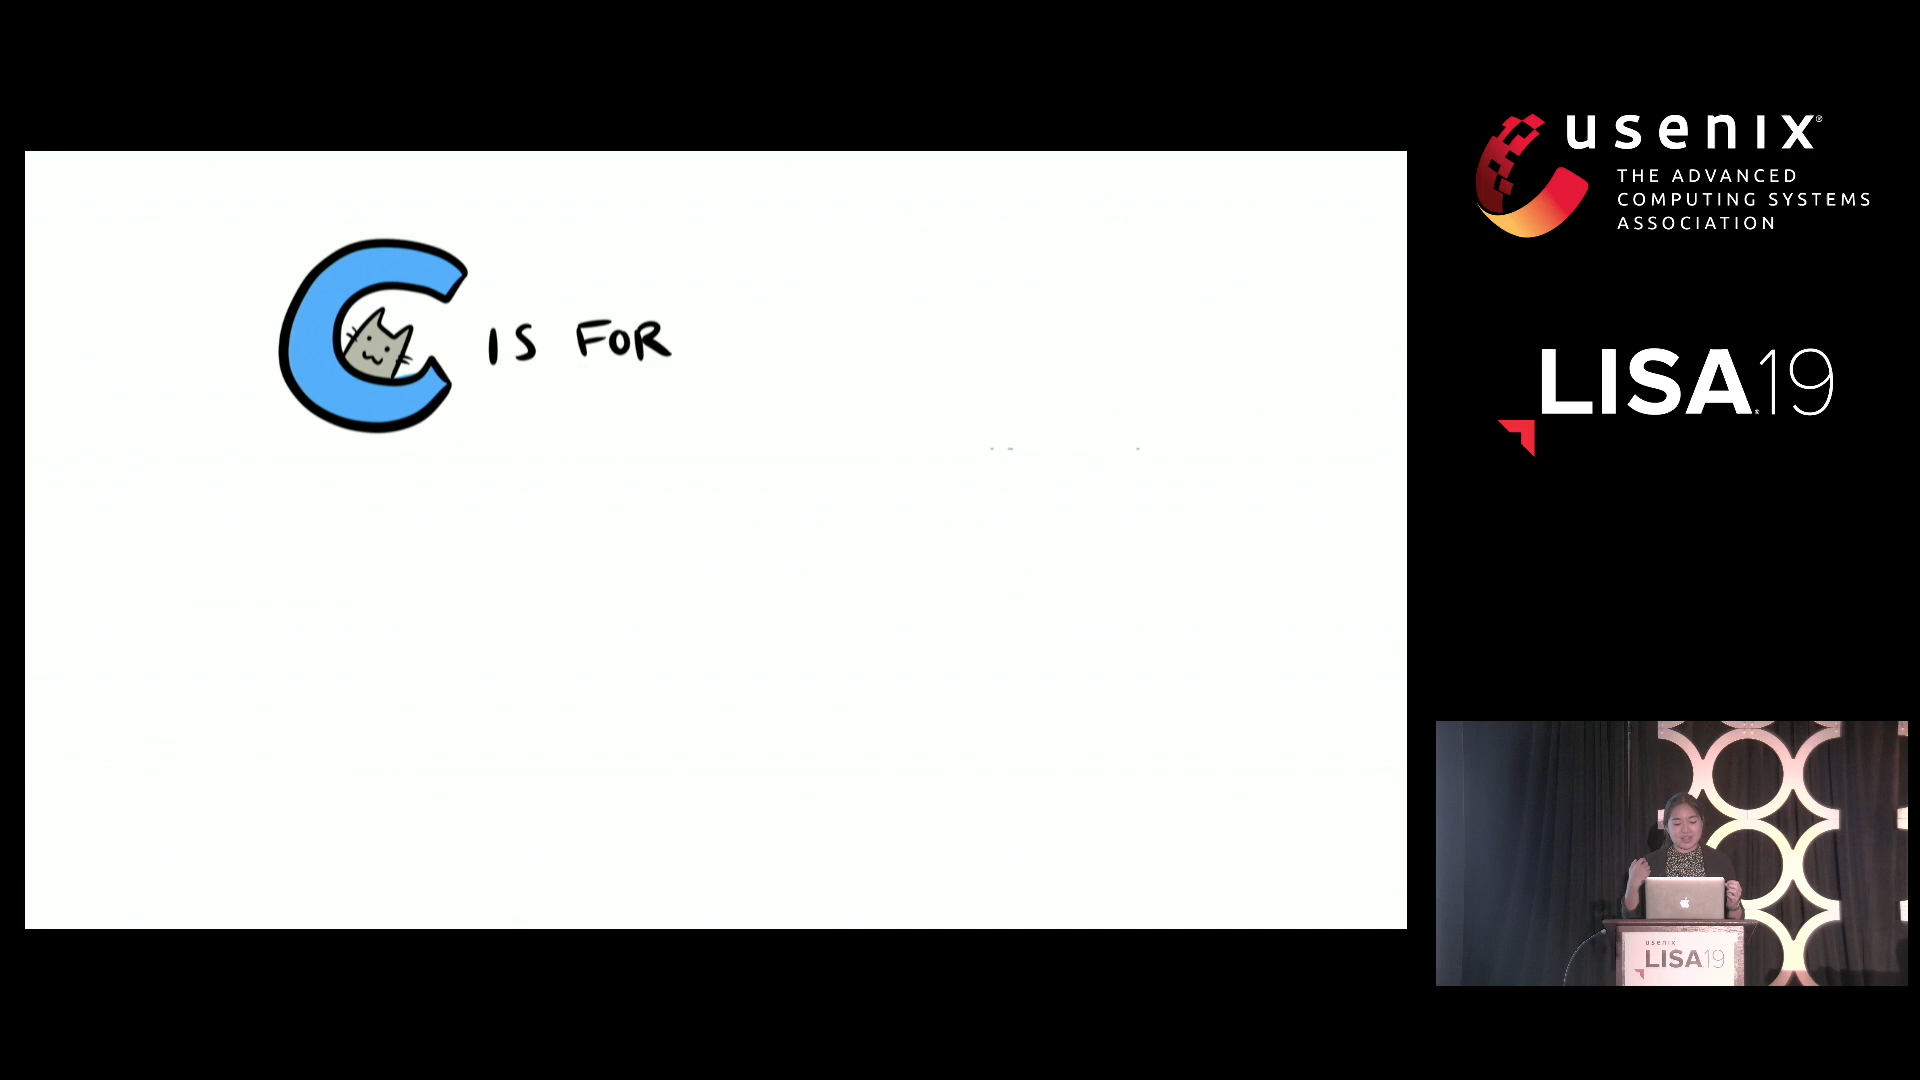 C IS FOR
usenix®
THE ADVANCED
COMPUTING SYSTEMS
ASSOCIATION
LISA19
usenix
LISA19